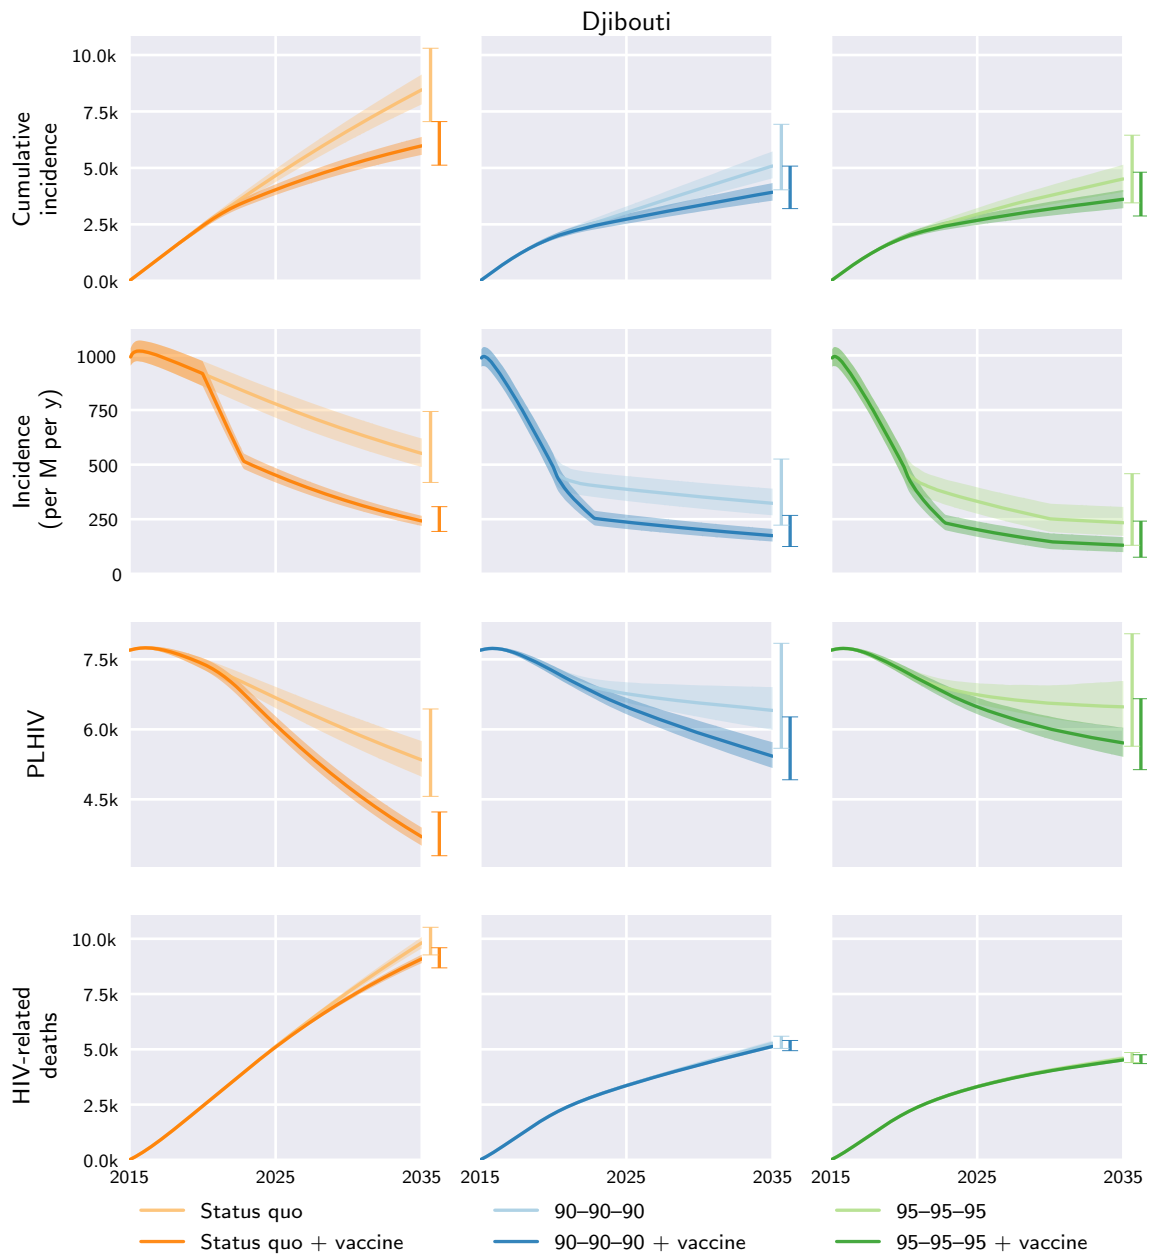 Djibouti
Cumulative
incidence
10.0k
7.5k
5.0k
2.5k
0.0k
Incidence
(per M per y)
1000
750
500
250
0
PLHIV
7.5k
6.0k
4.5k
HIV-related
deaths
10.0k
7.5k
5.0k
2.5k
0.0k
2015 2025 2035 2015 2025 2035 2015 2025 2035
Status quo
Status quo + vaccine
90–90–90
90–90–90 + vaccine
95–95–95
95–95–95 + vaccine